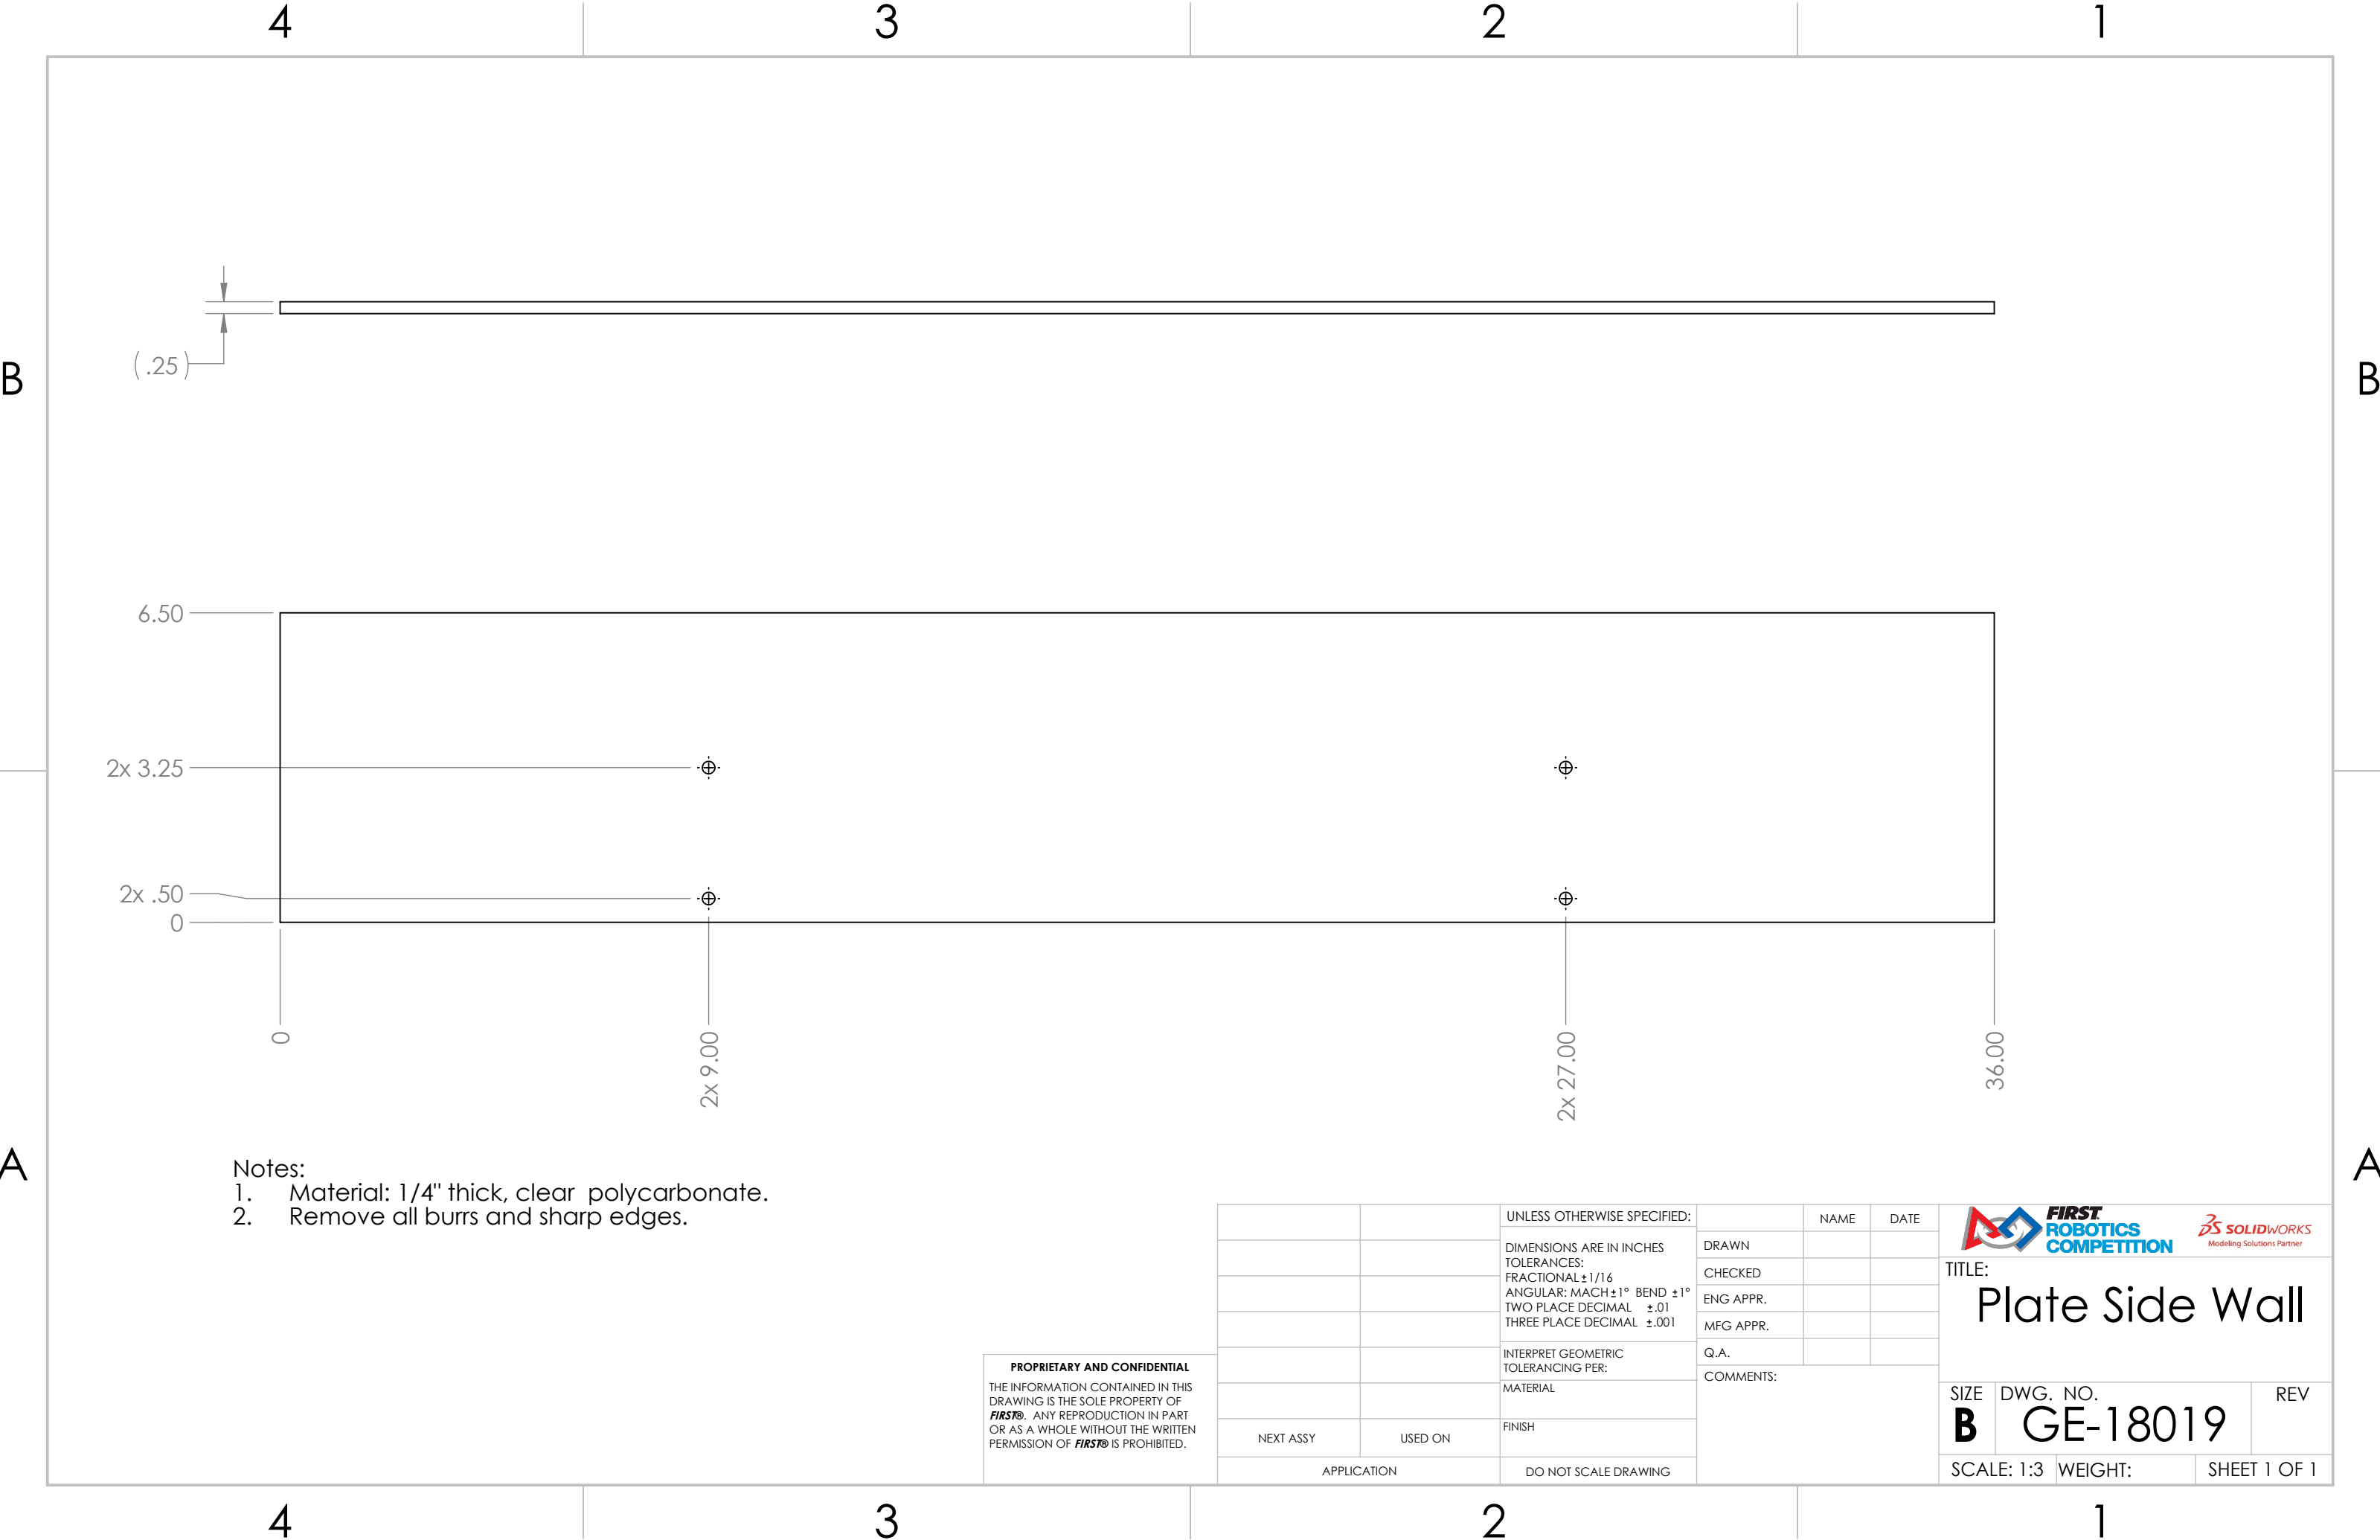 4 3 2 1
B B
(.25)
6.50
2x 3.25
2x .50
0
0 2x 9.00 2x 27.00 36.00
A A
Notes:
1. Material: 1/4" thick, clear polycarbonate.
2. Remove all burrs and sharp edges.
PROPRIETARY AND CONFIDENTIAL
THE INFORMATION CONTAINED IN THIS
DRAWING IS THE SOLE PROPERTY OF
FIRST®. ANY REPRODUCTION IN PART
OR AS A WHOLE WITHOUT THE WRITTEN
PERMISSION OF FIRST® IS PROHIBITED.
NEXT ASSY USED ON
APPLICATION
UNLESS OTHERWISE SPECIFIED:
DIMENSIONS ARE IN INCHES
TOLERANCES:
FRACTIONAL ±1/16
ANGULAR: MACH ±1° BEND ±1°
TWO PLACE DECIMAL ±.01
THREE PLACE DECIMAL ±.001
INTERPRET GEOMETRIC
TOLERANCING PER:
MATERIAL
FINISH
DO NOT SCALE DRAWING
NAME DATE
DRAWN
CHECKED
ENG APPR.
MFG APPR.
Q.A.
COMMENTS:
FIRST.
ROBOTICS
COMPETITION
SOLIDWORKS
Modeling Solutions Partner
TITLE:
Plate Side Wall
SIZE DWG. NO. REV
B GE-18019
SCALE: 1:3 WEIGHT: SHEET 1 OF 1
4 3 2 1